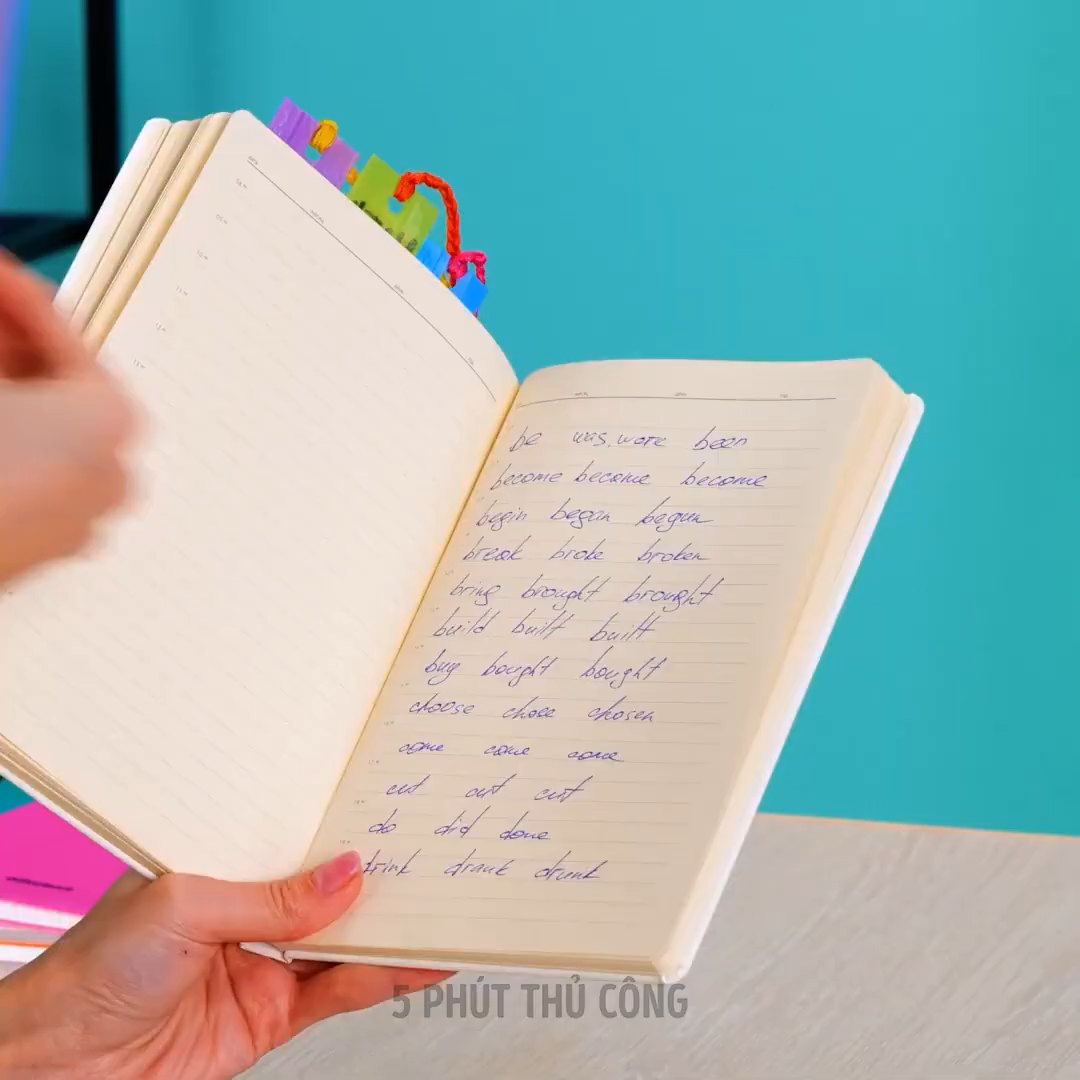 be was, were been
become became become
begin began begun
break broke broken
bring brought brought
build built built
buy bought bought
choose chose chosen
come came come
cut cut cut
do did done
drink drank drunk
5 PHÚT THỦ CÔNG